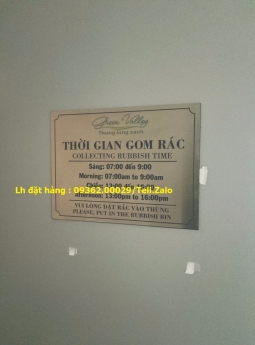 Green Valley
THỜI GIAN GOM RÁC
COLLECTING RUBBISH TIME
Sáng: 07:00 đến 9:00
Morning: 07:00am to 9:00am
Lh đặt hàng : 09362.00029/Tell.Zalo
Afternoon: 13:00pm to 16:00pm
VUI LÒNG ĐẶT RÁC VÀO THÙNG
PLEASE, PUT IN THE RUBBISH BIN